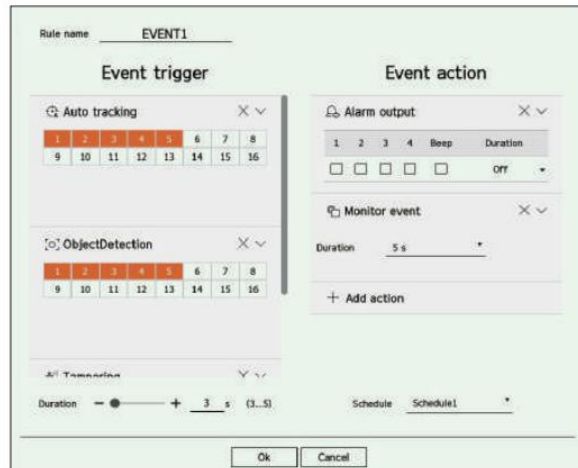 Rule name EVENT1
Event trigger
Auto tracking
1 2 3 4 5 6 7 8
9 10 11 12 13 14 15 16
ObjectDetection
1 2 3 4 5 6 7 8
9 10 11 12 13 14 15 16
Tampering
Duration 3 s (3...5)
Event action
Alarm output
1 2 3 4 Beep Duration
Off
Monitor event
Duration 5 s
+ Add action
Schedule Schedule1
Ok Cancel